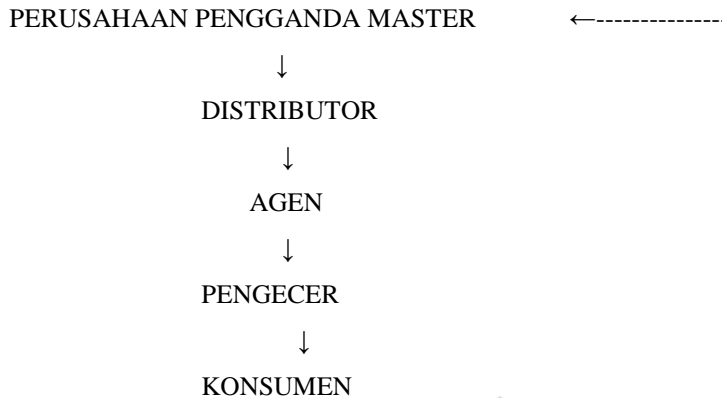 PERUSAHAAN PENGGANDA MASTER ←----------------
↓
DISTRIBUTOR
↓
AGEN
↓
PENGECER
↓
KONSUMEN